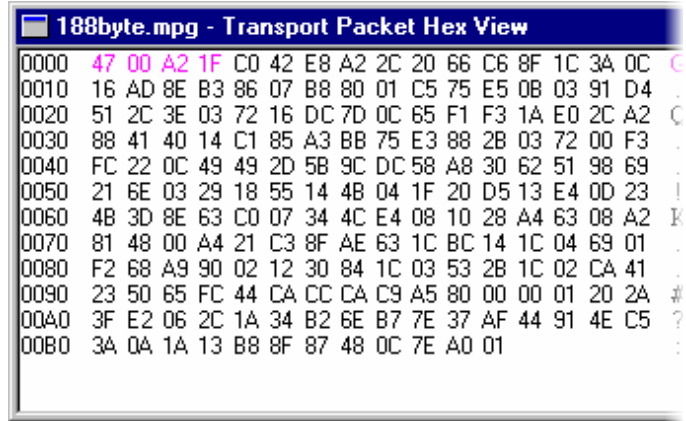 188byte.mpg - Transport Packet Hex View
0000 47 00 A2 1F C0 42 E8 A2 2C 20 66 C6 8F 1C 3A 0C G
0010 16 AD 8E B3 86 07 B8 80 01 C5 75 E5 0B 03 91 D4 .
0020 51 2C 3E 03 72 16 DC 7D 0C 65 F1 F3 1A E0 2C A2 Q
0030 88 41 40 14 C1 85 A3 BB 75 E3 88 2B 03 72 00 F3 .
0040 FC 22 0C 49 49 2D 5B 9C DC 58 A8 30 62 51 98 69 .
0050 21 6E 03 29 18 55 14 4B 04 1F 20 D5 13 E4 0D 23 !
0060 4B 3D 8E 63 C0 07 34 4C E4 08 10 28 A4 63 08 A2 K
0070 81 48 00 A4 21 C3 8F AE 63 1C BC 14 1C 04 69 01 .
0080 F2 68 A9 90 02 12 30 84 1C 03 53 2B 1C 02 CA 41 .
0090 23 50 65 FC 44 CA CC CA C9 A5 80 00 00 01 20 2A #
00A0 3F E2 06 2C 1A 34 B2 6E B7 7E 37 AF 44 91 4E C5 ?
00B0 3A 0A 1A 13 B8 8F 87 48 0C 7E A0 01 :